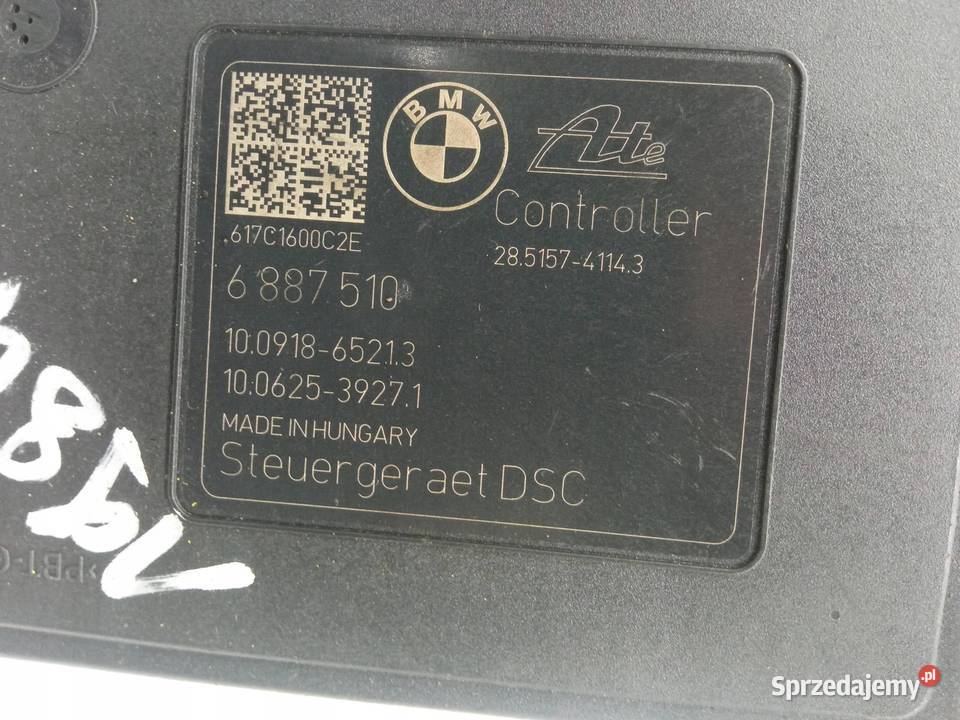 BMW
Ate
Controller
28.5157-4114.3
617C1600C2E
6 887 510
10.0918-6521.3
10.0625-3927.1
MADE IN HUNGARY
Steuergeraet DSC
Sprzedajemy.pl